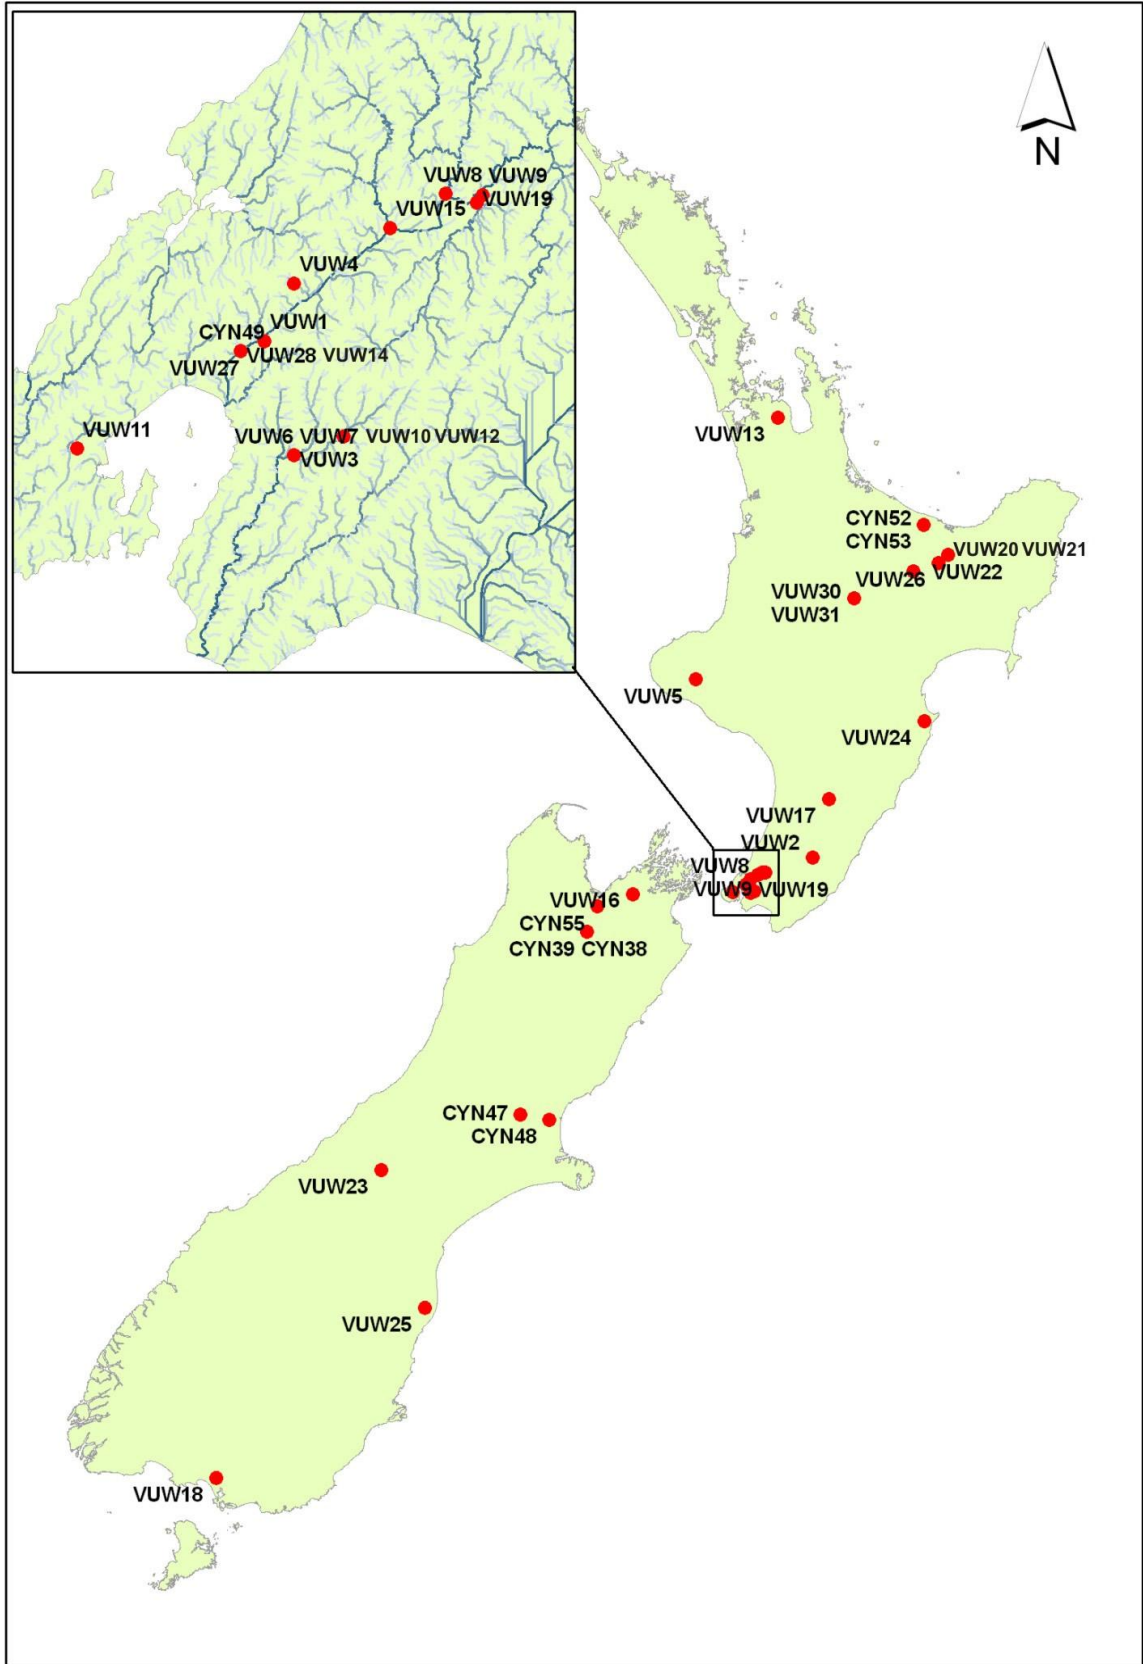 N
VUW8 VUW9
VUW15 VUW19
VUW4
VUW1
CYN49
VUW27 VUW28 VUW14
VUW11
VUW6 VUW7 VUW10 VUW12
VUW3
VUW13
CYN52
CYN53
VUW20 VUW21
VUW26 VUW22
VUW30
VUW31
VUW5
VUW24
VUW17
VUW2
VUW8
VUW9 VUW19
VUW16
CYN55
CYN39 CYN38
CYN47
CYN48
VUW23
VUW25
VUW18